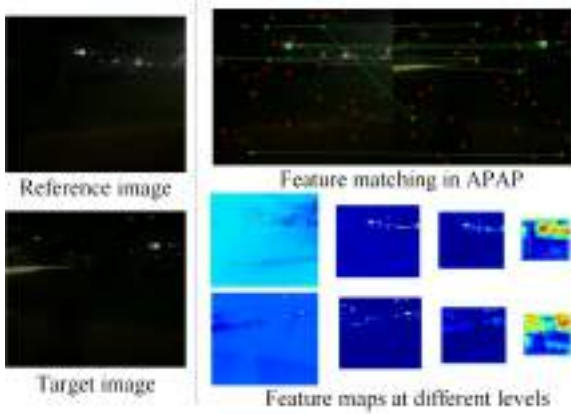 Reference image
Feature matching in APAP
Target image
Feature maps at different levels